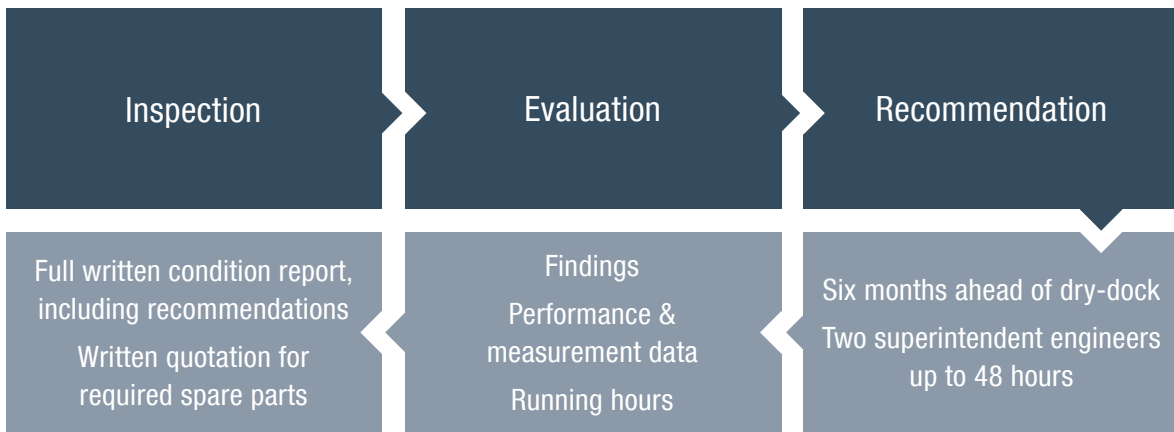 Inspection
Evaluation
Recommendation
Full written condition report,
including recommendations
Written quotation for
required spare parts
Findings
Performance &
measurement data
Running hours
Six months ahead of dry-dock
Two superintendent engineers
up to 48 hours